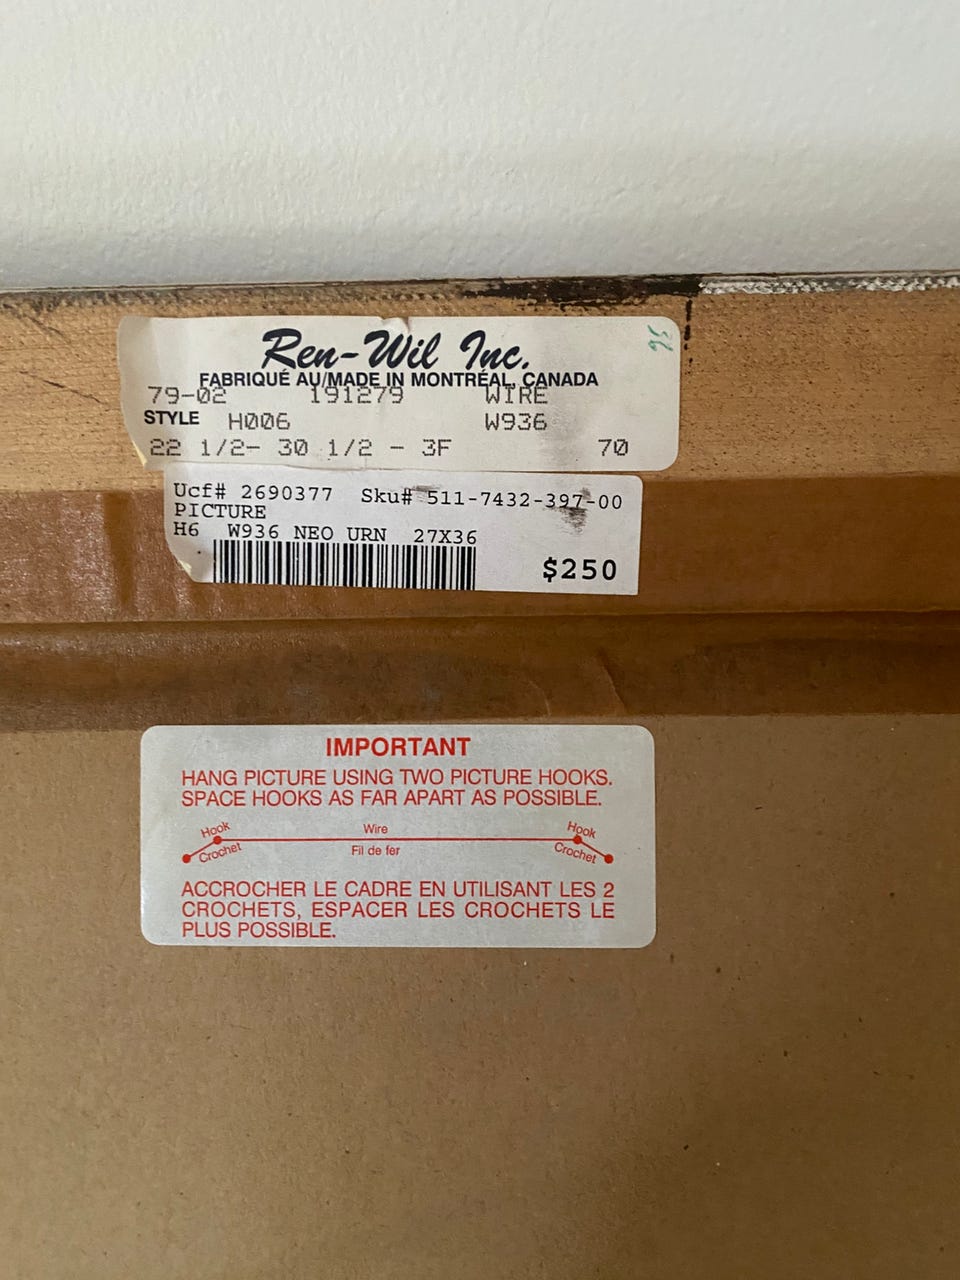 Ren-Wil Inc.
FABRIQUÉ AU/MADE IN MONTRÉAL, CANADA
79-02 191279 WIRE
STYLE H006 W936
22 1/2- 30 1/2 - 3F 70
Ucf# 2690377 Sku# 511-7432-397-00
PICTURE
H6 W936 NEO URN 27X36
$250
IMPORTANT
HANG PICTURE USING TWO PICTURE HOOKS.
SPACE HOOKS AS FAR APART AS POSSIBLE.
Hook Wire Hook
Crochet Fil de fer Crochet
ACCROCHER LE CADRE EN UTILISANT LES 2
CROCHETS, ESPACER LES CROCHETS LE
PLUS POSSIBLE.